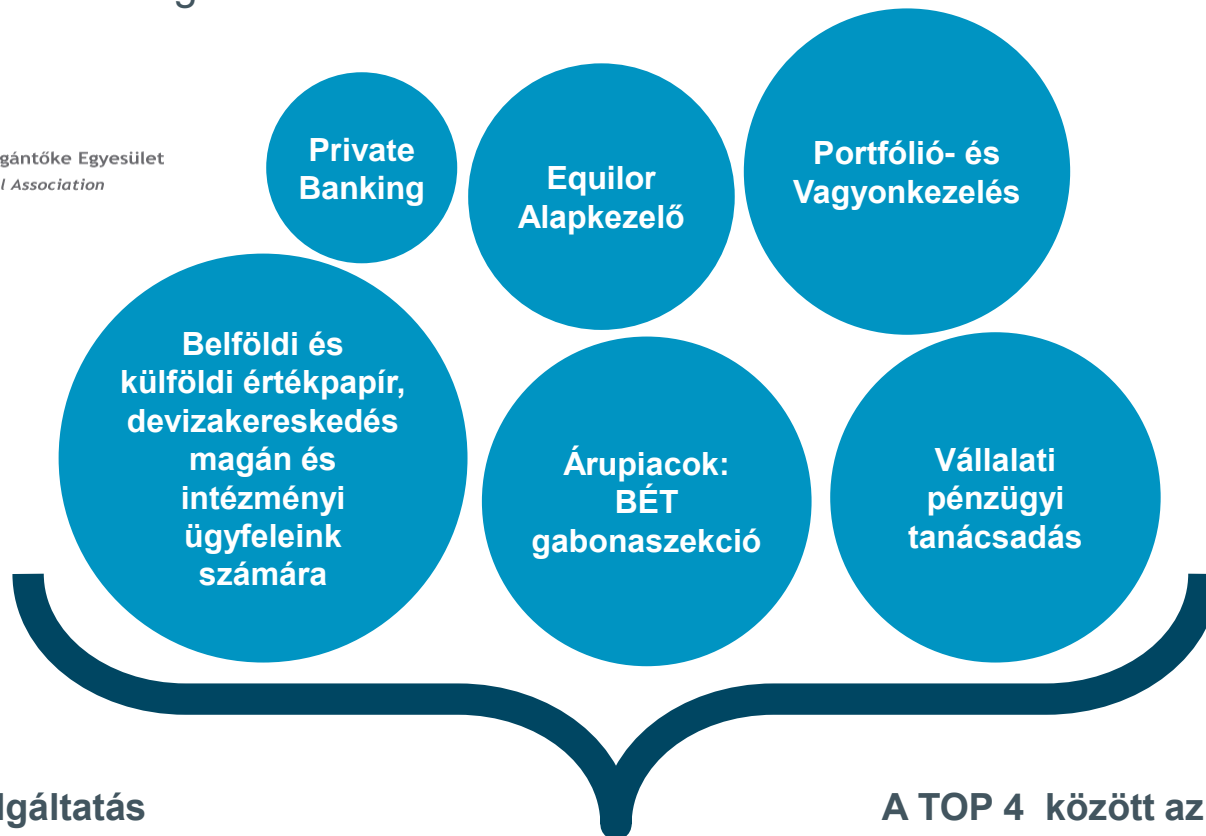 gántőke Egyesület
l Association
Private
Banking
Equilor
Alapkezelő
Portfólió- és
Vagyonkezelés
Belföldi és
külföldi értékpapír,
devizakereskedés
magán és
intézményi
ügyfeleink
számára
Árupiacok:
BÉT
gabonaszekció
Vállalati
pénzügyi
tanácsadás
lgáltatás
A TOP 4 között az